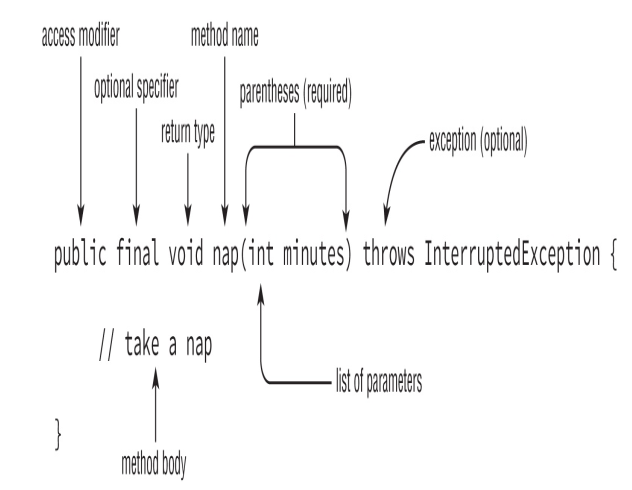 access modifier
method name
optional specifier
parentheses (required)
return type
exception (optional)
public final void nap(int minutes) throws InterruptedException {
// take a nap
list of parameters
}
method body